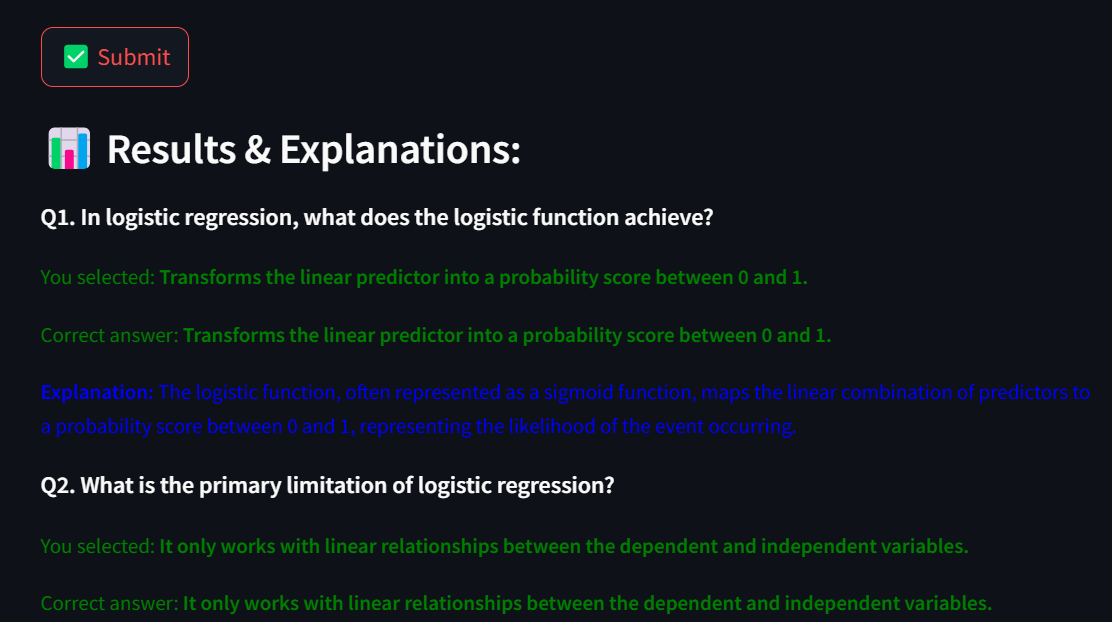 ✅ Submit
📊 Results & Explanations:
Q1. In logistic regression, what does the logistic function achieve?
You selected: Transforms the linear predictor into a probability score between 0 and 1.
Correct answer: Transforms the linear predictor into a probability score between 0 and 1.
Explanation: The logistic function, often represented as a sigmoid function, maps the linear combination of predictors to
a probability score between 0 and 1, representing the likelihood of the event occurring.
Q2. What is the primary limitation of logistic regression?
You selected: It only works with linear relationships between the dependent and independent variables.
Correct answer: It only works with linear relationships between the dependent and independent variables.